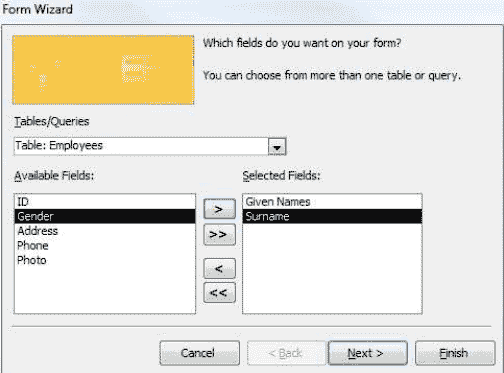 Form Wizard
Which fields do you want on your form?
You can choose from more than one table or query.
Tables/Queries
Table: Employees
Available Fields:
Selected Fields:
ID
Gender
Address
Phone
Photo
>
>>
<
<<
Given Names
Surname
Cancel
< Back
Next >
Finish